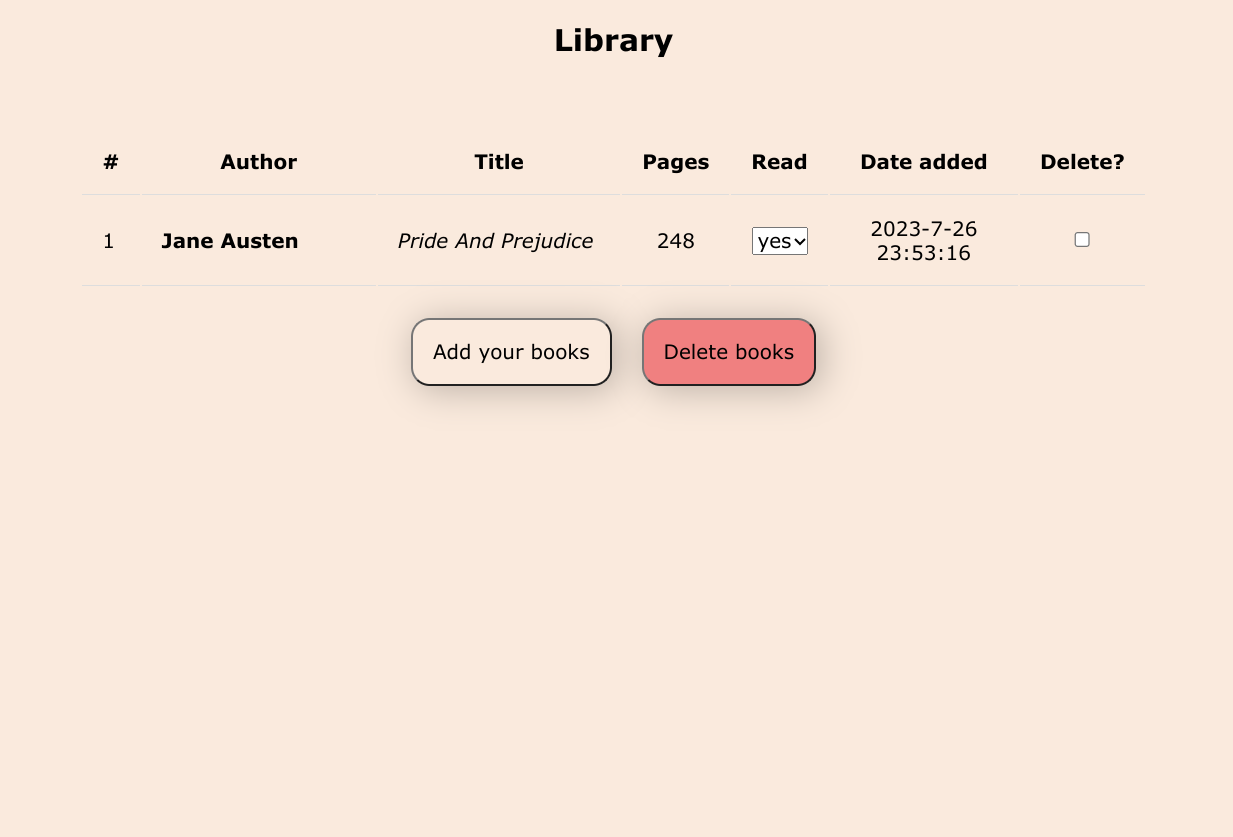 Library
# Author Title Pages Read Date added Delete?
1 Jane Austen Pride And Prejudice 248 yes 2023-7-26
23:53:16
Add your books Delete books